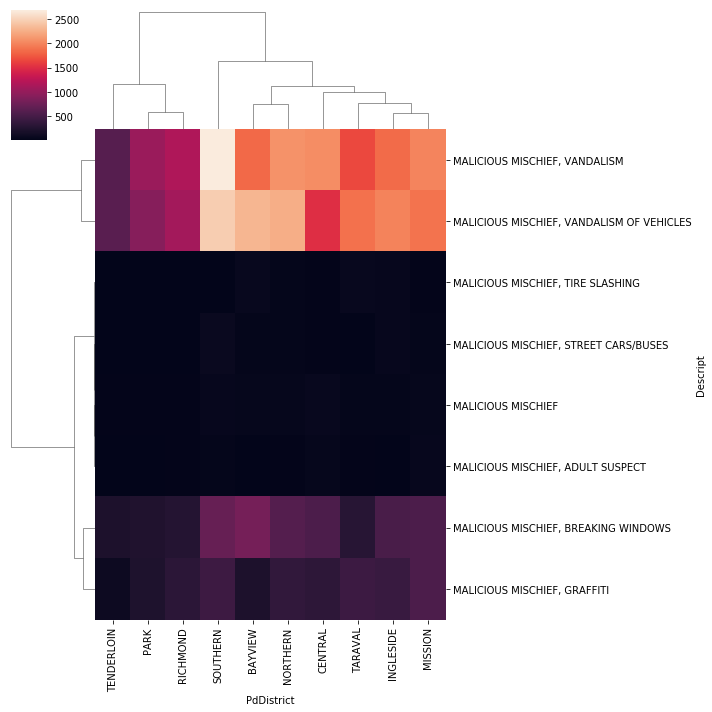 2500
2000
1500
1000
500
MALICIOUS MISCHIEF, VANDALISM
MALICIOUS MISCHIEF, VANDALISM OF VEHICLES
MALICIOUS MISCHIEF, TIRE SLASHING
MALICIOUS MISCHIEF, STREET CARS/BUSES
MALICIOUS MISCHIEF
MALICIOUS MISCHIEF, ADULT SUSPECT
MALICIOUS MISCHIEF, BREAKING WINDOWS
MALICIOUS MISCHIEF, GRAFFITI
Descript
TENDERLOIN
PARK
RICHMOND
SOUTHERN
BAYVIEW
NORTHERN
CENTRAL
TARAVAL
INGLESIDE
MISSION
PdDistrict